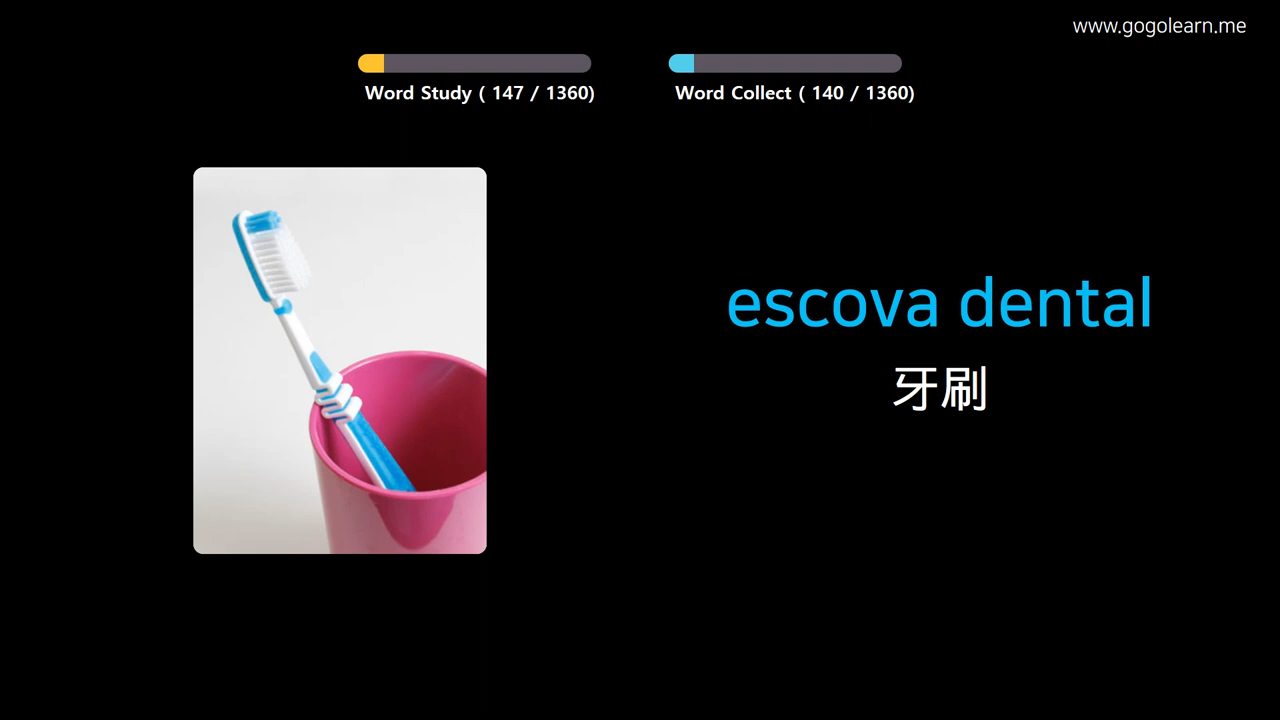 www.gogolearn.me
Word Study ( 147 / 1360)
Word Collect ( 140 / 1360)
escova dental
牙刷